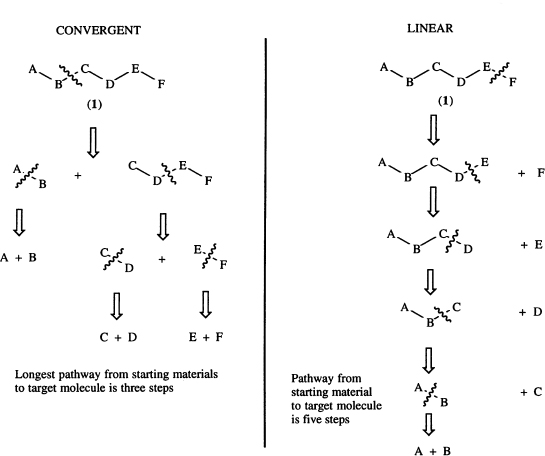 CONVERGENT
A B C D E F
(1)
A B + C D E F
A + B
C D + E F
C + D E + F
Longest pathway from starting materials
to target molecule is three steps
LINEAR
A B C D E F
(1)
A B C D E + F
A B C D + E
A B C + D
A B + C
A + B
Pathway from
starting material
to target molecule
is five steps